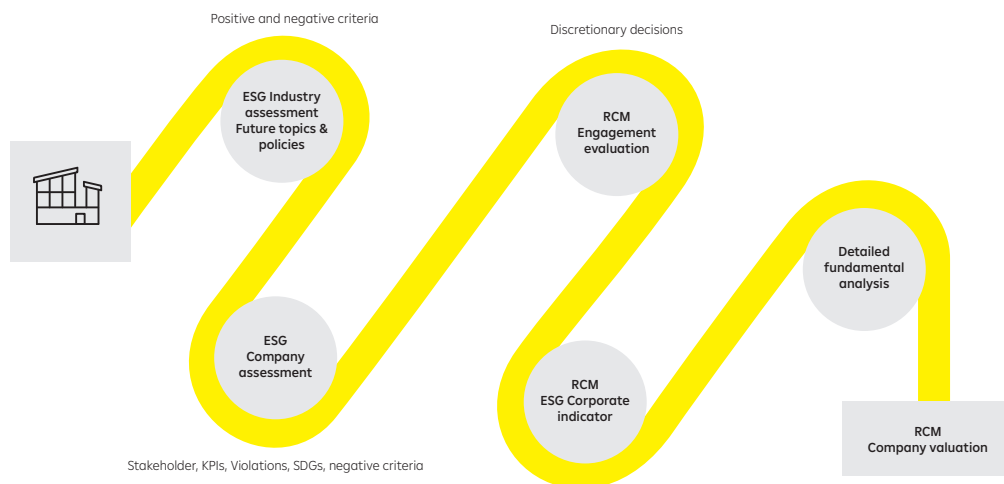 Positive and negative criteria
ESG Industry
assessment
Future topics &
policies
ESG
Company
assessment
Stakeholder, KPIs, Violations, SDGs, negative criteria
Discretionary decisions
RCM
Engagement
evaluation
RCM
ESG Corporate
indicator
Detailed
fundamental
analysis
RCM
Company valuation